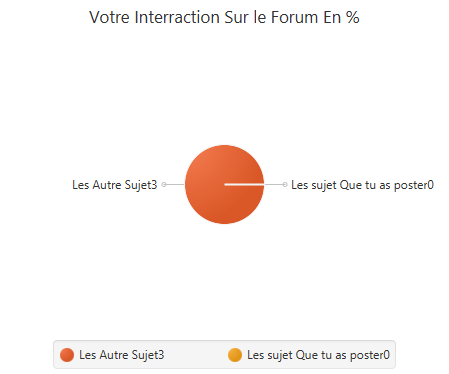 Votre Interraction Sur le Forum En %
Les Autre Sujet3
Les sujet Que tu as poster0
Les Autre Sujet3
Les sujet Que tu as poster0